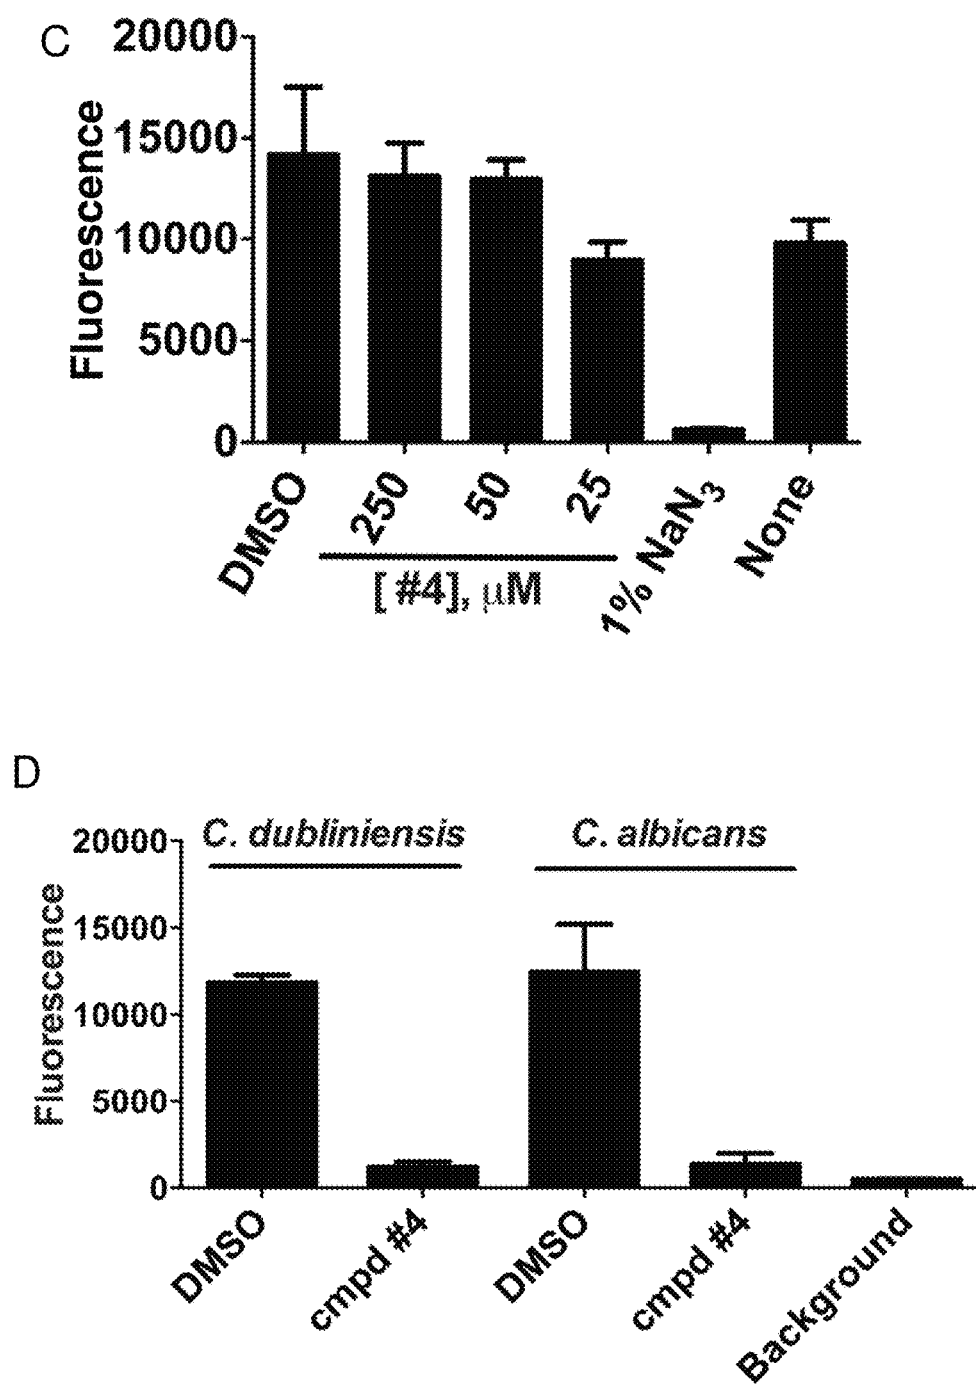 C
20000
15000
10000
5000
0
Fluorescence
DMSO
250
50
25
1% NaN₃
None
[ #4], μM
D
C. dubliniensis
C. albicans
20000
15000
10000
5000
0
Fluorescence
DMSO
cmpd #4
DMSO
cmpd #4
Background